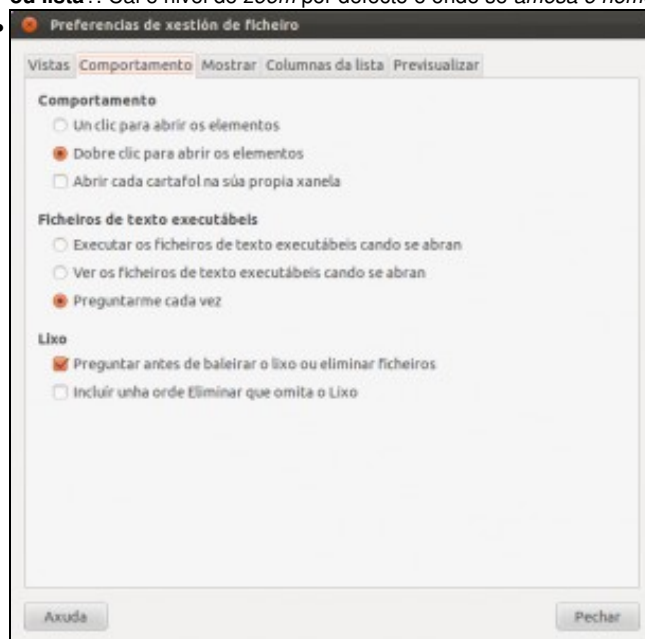 ou lista?. Cal é nivel do zoom por defecto e onde se amosa o nom
Preferencias de xestión de ficheiro
Vistas Comportamento Mostrar Columnas da lista Previsualizar
Comportamento
Un clic para abrir os elementos
Dobre clic para abrir os elementos
Abrir cada cartafol na súa propia xanela
Ficheiros de texto executábeis
Executar os ficheiros de texto executábeis cando se abran
Ver os ficheiros de texto executábeis cando se abran
Preguntarme cada vez
Lixo
Preguntar antes de baleirar o lixo ou eliminar ficheiros
Incluír unha orde Eliminar que omita o Lixo
Axuda Pechar